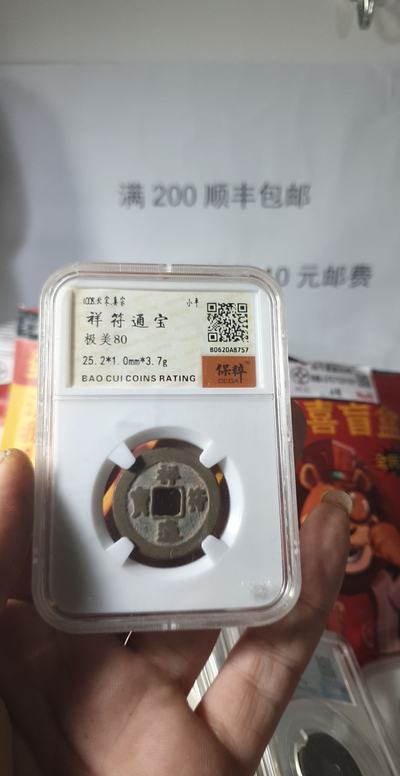 满 200 顺丰包邮
10 元邮费
小平
祥符通宝
极美80
25.2*1.0mm*3.7g
B0620A8757
BAO CUI COINS RATING
保粹
祥符通宝
喜盲盒